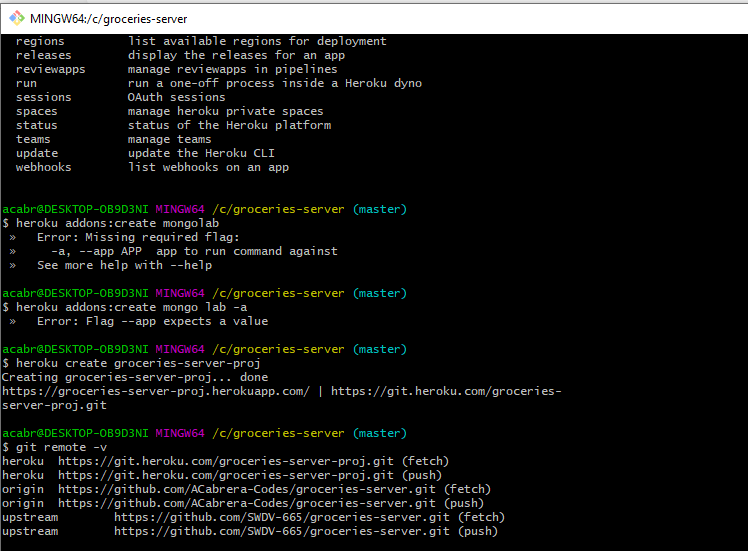 MINGW64:/c/groceries-server
regions list available regions for deployment
releases display the releases for an app
reviewapps manage reviewapps in pipelines
run run a one-off process inside a Heroku dyno
sessions OAuth sessions
spaces manage heroku private spaces
status status of the Heroku platform
teams manage teams
update update the Heroku CLI
webhooks list webhooks on an app
acabr@DESKTOP-OB9D3NI MINGW64 /c/groceries-server (master)
$ heroku addons:create mongolab
» Error: Missing required flag:
» -a, --app APP app to run command against
» See more help with --help
acabr@DESKTOP-OB9D3NI MINGW64 /c/groceries-server (master)
$ heroku addons:create mongo lab -a
» Error: Flag --app expects a value
acabr@DESKTOP-OB9D3NI MINGW64 /c/groceries-server (master)
$ heroku create groceries-server-proj
Creating groceries-server-proj... done
https://groceries-server-proj.herokuapp.com/ | https://git.heroku.com/groceries-
server-proj.git
acabr@DESKTOP-OB9D3NI MINGW64 /c/groceries-server (master)
$ git remote -v
heroku https://git.heroku.com/groceries-server-proj.git (fetch)
heroku https://git.heroku.com/groceries-server-proj.git (push)
origin https://github.com/ACabrera-Codes/groceries-server.git (fetch)
origin https://github.com/ACabrera-Codes/groceries-server.git (push)
upstream https://github.com/SWDV-665/groceries-server.git (fetch)
upstream https://github.com/SWDV-665/groceries-server.git (push)